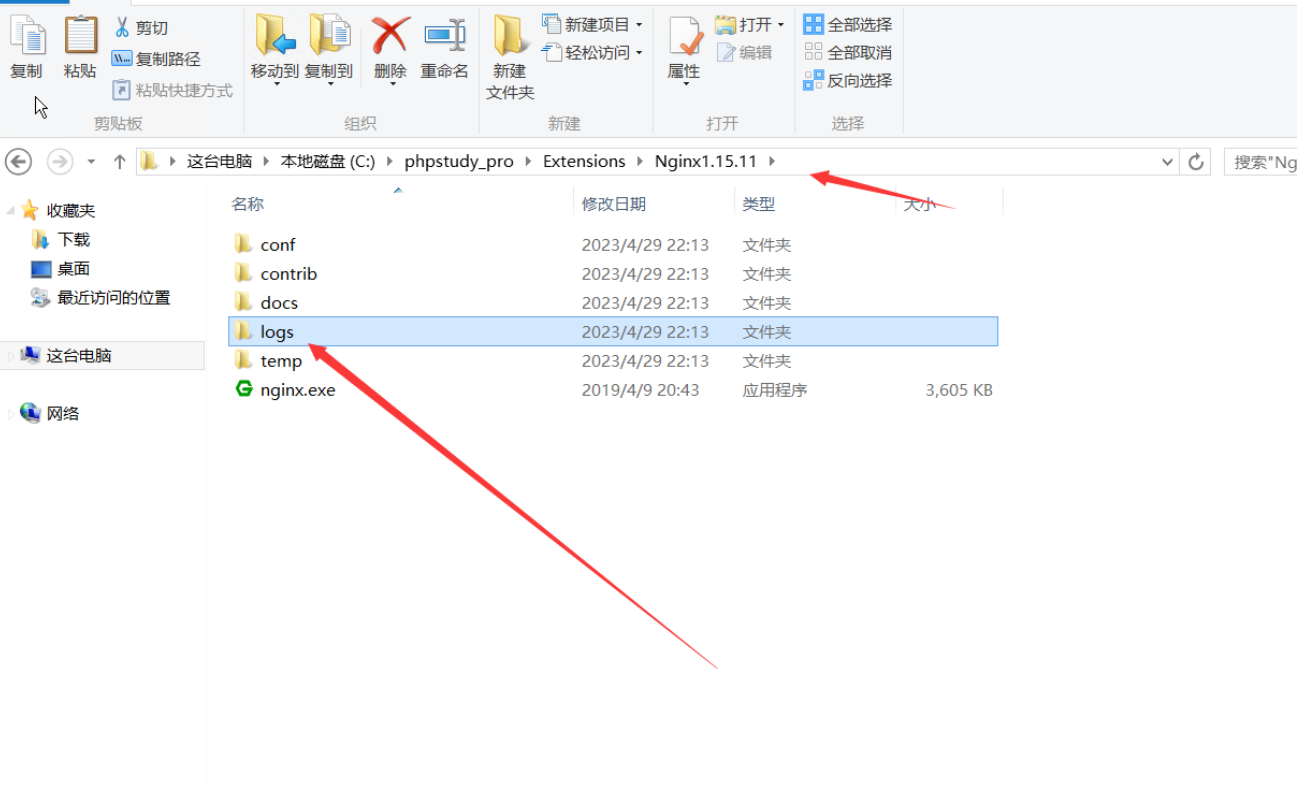 复制
粘贴
剪切
复制路径
粘贴快捷方式
剪贴板
移动到
复制到
删除
重命名
组织
新建
文件夹
新建项目
轻松访问
新建
属性
打开
编辑
打开
全部选择
全部取消
反向选择
选择
这台电脑 本地磁盘 (C:) phpstudy_pro Extensions Nginx1.15.11
搜索"Ng
收藏夹
下载
桌面
最近访问的位置
这台电脑
网络
名称 修改日期 类型 大小
conf 2023/4/29 22:13 文件夹
contrib 2023/4/29 22:13 文件夹
docs 2023/4/29 22:13 文件夹
logs 2023/4/29 22:13 文件夹
temp 2023/4/29 22:13 文件夹
nginx.exe 2019/4/9 20:43 应用程序 3,605 KB